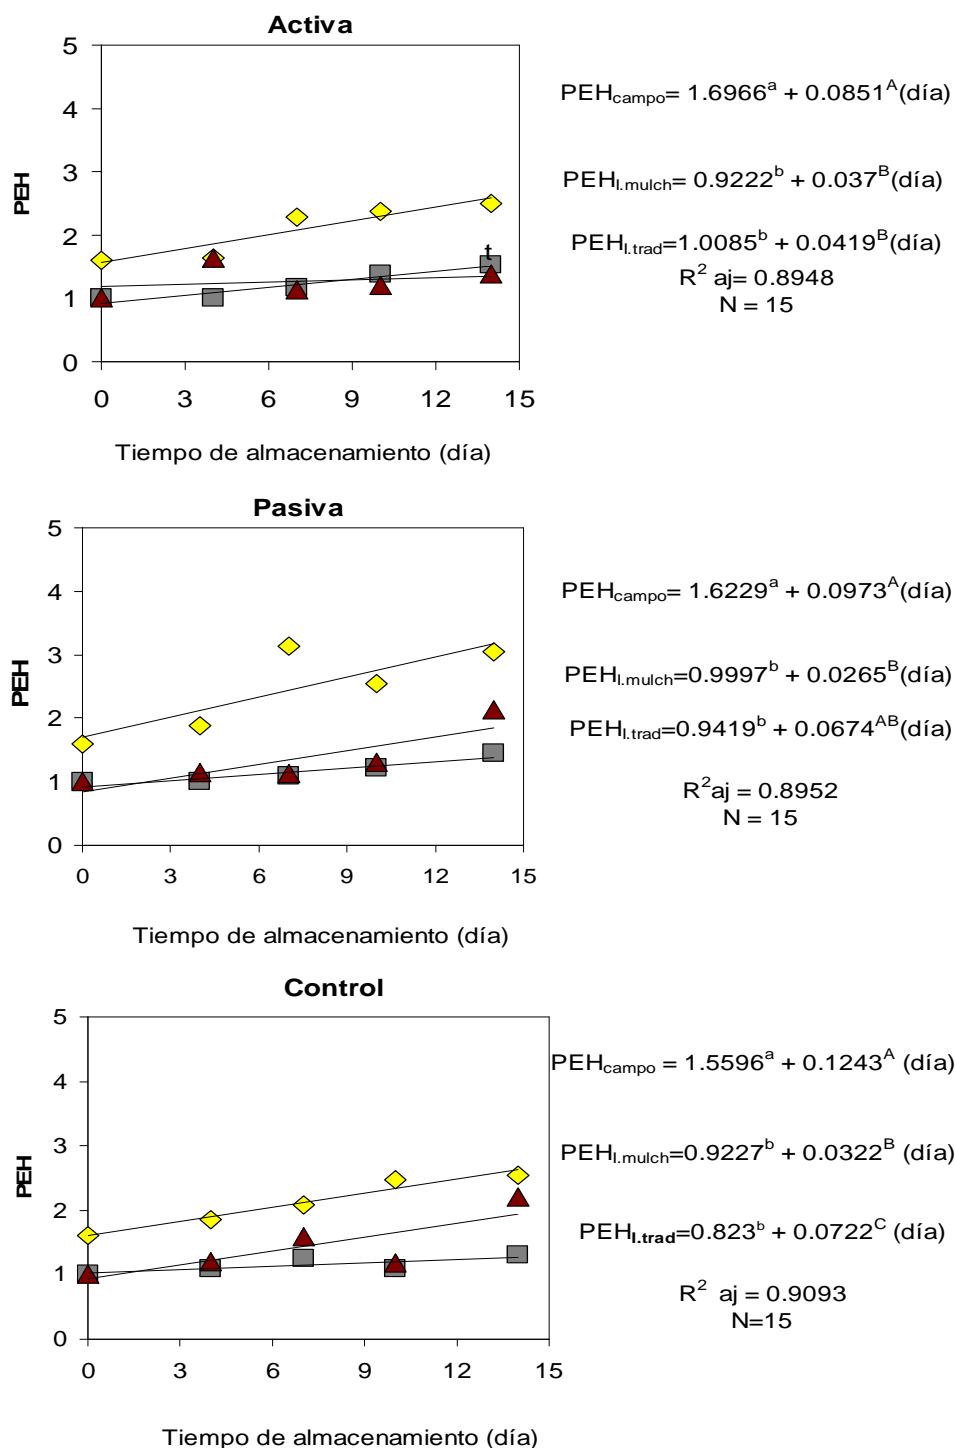 Activa
5
4
3
2
1
0
PEH
t
0 3 6 9 12 15
Tiempo de almacenamiento (día)
PEHcampo= 1.6966a + 0.0851A(día)
PEHI.mulch= 0.9222b + 0.037B(día)
PEHI.trad=1.0085b + 0.0419B(día)
R2 aj= 0.8948
N = 15
Pasiva
5
4
3
2
1
0
PEH
0 3 6 9 12 15
Tiempo de almacenamiento (día)
PEHcampo= 1.6229a + 0.0973A(día)
PEHI.mulch=0.9997b + 0.0265B(día)
PEHI.trad=0.9419b + 0.0674AB(día)
R2aj = 0.8952
N = 15
Control
5
4
3
2
1
0
PEH
0 3 6 9 12 15
Tiempo de almacenamiento (día)
PEHcampo = 1.5596a + 0.1243A (día)
PEHI.mulch=0.9227b + 0.0322B (día)
PEHI.trad=0.823b + 0.0722C (día)
R2 aj = 0.9093
N=15